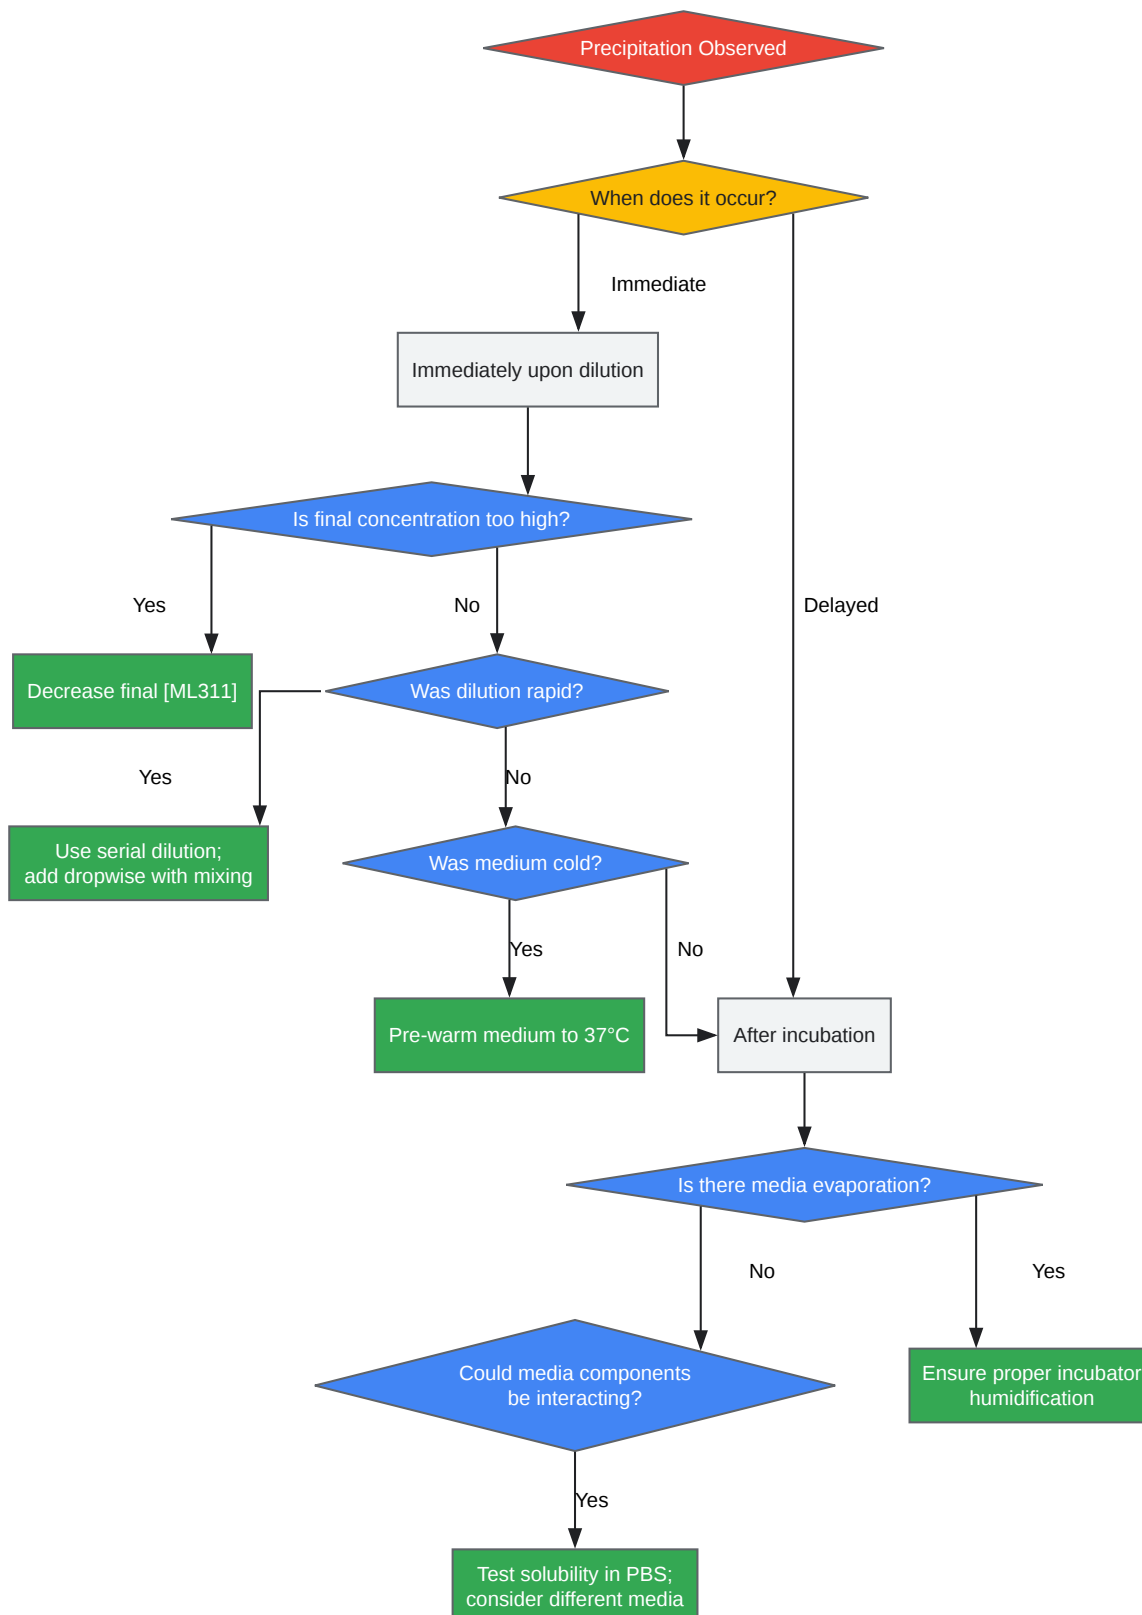 Precipitation Observed
When does it occur?
Immediate
Immediately upon dilution
Is final concentration too high?
Yes
No
Delayed
Decrease final [ML311]
Was dilution rapid?
Yes
No
Use serial dilution;
add dropwise with mixing
Was medium cold?
Yes
No
Pre-warm medium to 37°C
After incubation
Is there media evaporation?
No
Yes
Could media components
be interacting?
Ensure proper incubator
humidification
Yes
Test solubility in PBS;
consider different media